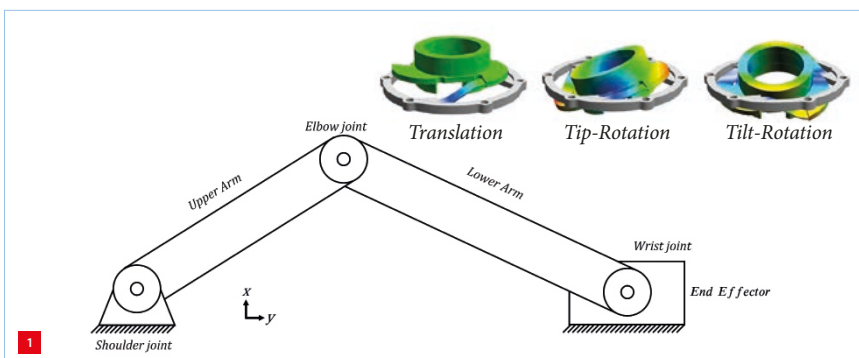 Translation
Tip-Rotation
Tilt-Rotation
Elbow joint
Upper Arm
Lower Arm
Wrist joint
End Effector
x
y
1
Shoulder joint